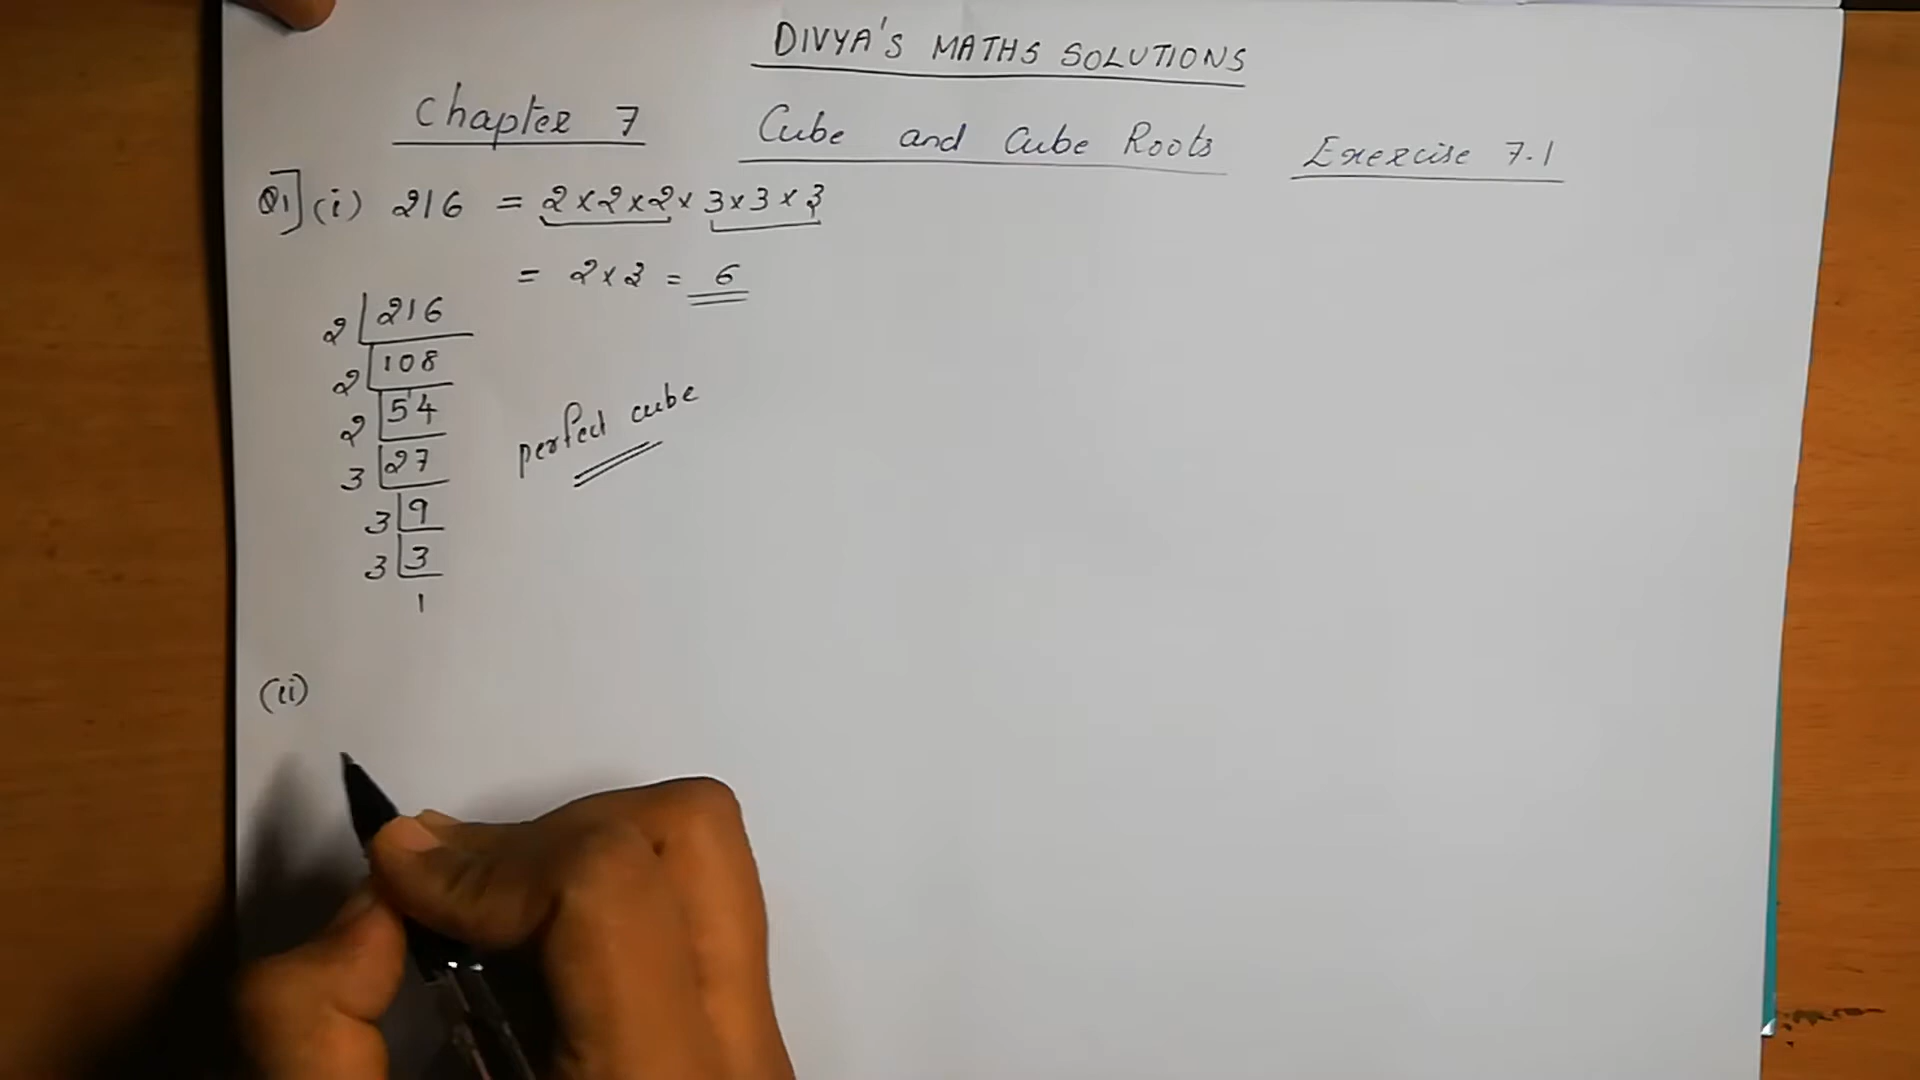 DIVYA'S MATHS SOLUTIONS
Chapter 7 Cube and Cube Roots Exercise 7.1
Q1] (i) 216 = 2×2×2×3×3×3
= 2×3 = 6
2 | 216
2 | 108
2 | 54
3 | 27
3 | 9
3 | 3
1
perfect cube
(ii)